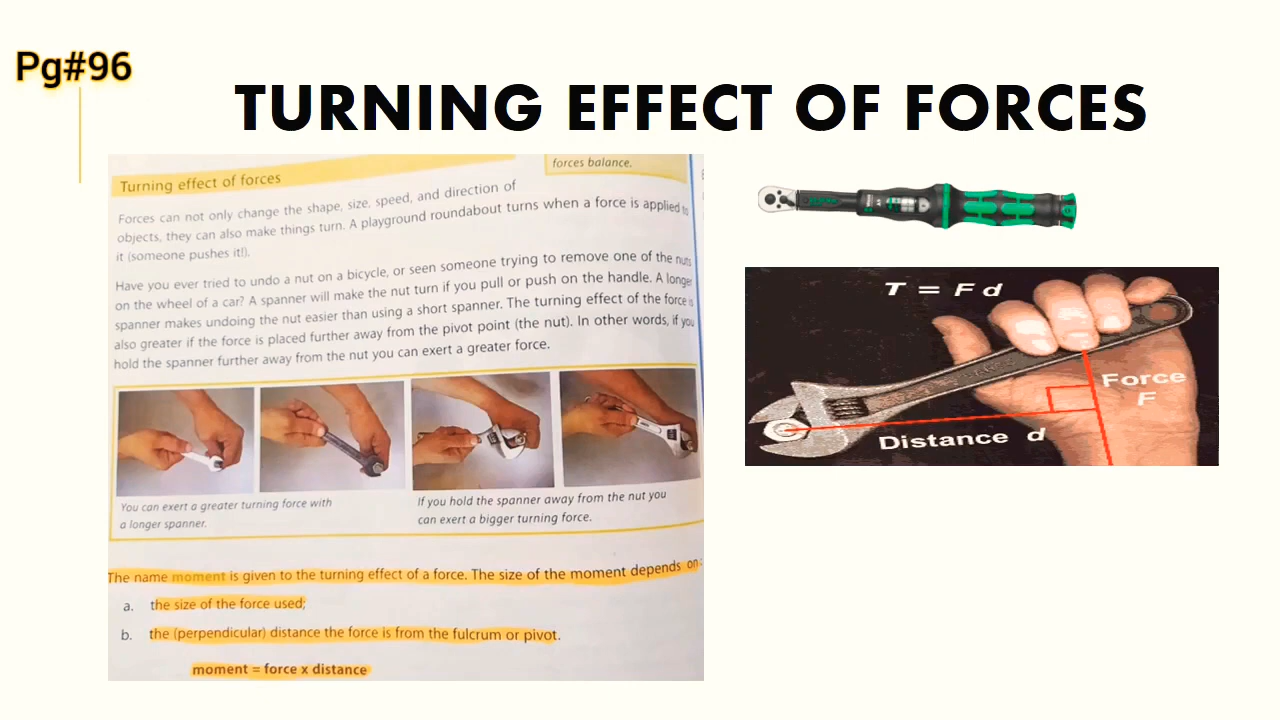 Pg#96
TURNING EFFECT OF FORCES
forces balance.
Turning effect of forces
Forces can not only change the shape, size, speed, and direction of
objects, they can also make things turn. A playground roundabout turns when a force is applied to
it (someone pushes it!).
Have you ever tried to undo a nut on a bicycle, or seen someone trying to remove one of the nuts
on the wheel of a car? A spanner will make the nut turn if you pull or push on the handle. A longer
spanner makes undoing the nut easier than using a short spanner. The turning effect of the force is
also greater if the force is placed further away from the pivot point (the nut). In other words, if you
hold the spanner further away from the nut you can exert a greater force.
You can exert a greater turning force with
a longer spanner.
If you hold the spanner away from the nut you
can exert a bigger turning force.
The name moment is given to the turning effect of a force. The size of the moment depends on:
a. the size of the force used;
b. the (perpendicular) distance the force is from the fulcrum or pivot.
moment = force x distance
T = F d
Force
F
Distance d